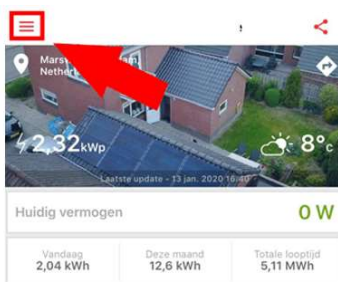 Nether
2,32kWp
8°c
Laatste update - 13 jan. 2020 16:40
Huidig vermogen
0 W
Vandaag
Deze maand
Totale looptijd
2,04 kWh
12,6 kWh
5,11 MWh